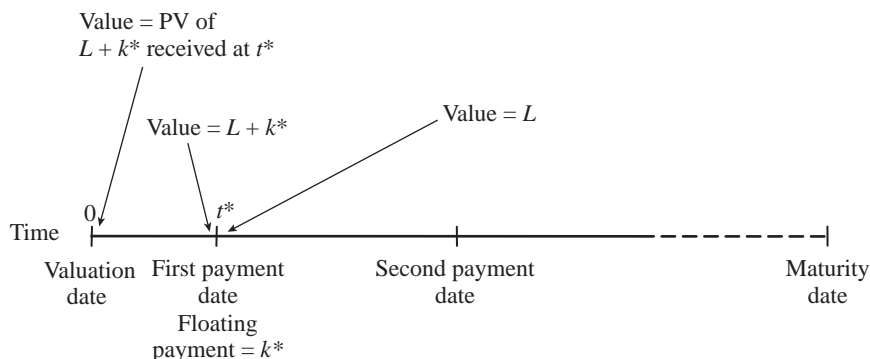 Value = PV of
L + k* received at t*
Value = L + k*
Value = L
0
t*
Time
Valuation
date
First payment
date
Floating
payment = k*
Second payment
date
Maturity
date